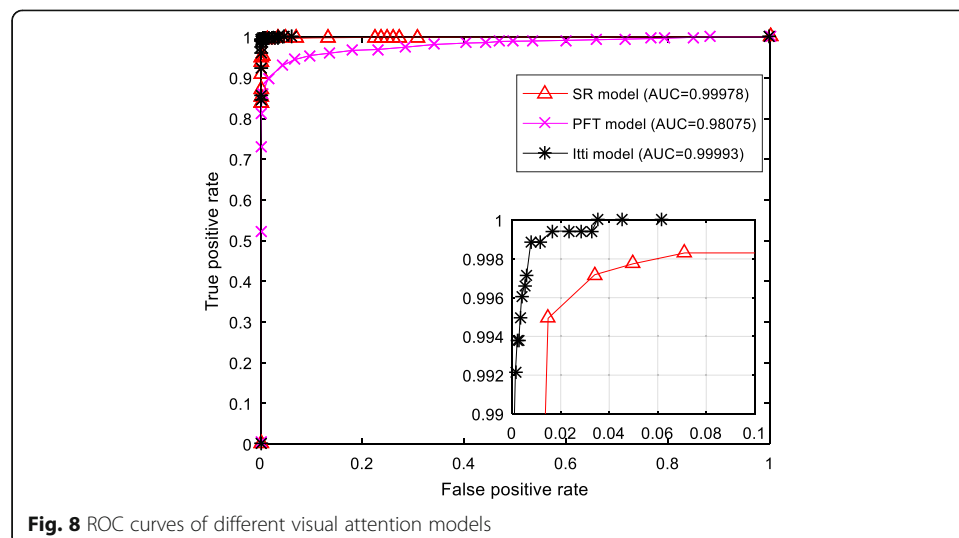 1
0.9
0.8
0.7
0.6
0.5
0.4
0.3
0.2
0.1
0
True positive rate
SR model (AUC=0.99978)
PFT model (AUC=0.98075)
Itti model (AUC=0.99993)
1
0.998
0.996
0.994
0.992
0.99
0 0.02 0.04 0.06 0.08 0.1
0 0.2 0.4 0.6 0.8 1
False positive rate
Fig. 8 ROC curves of different visual attention models